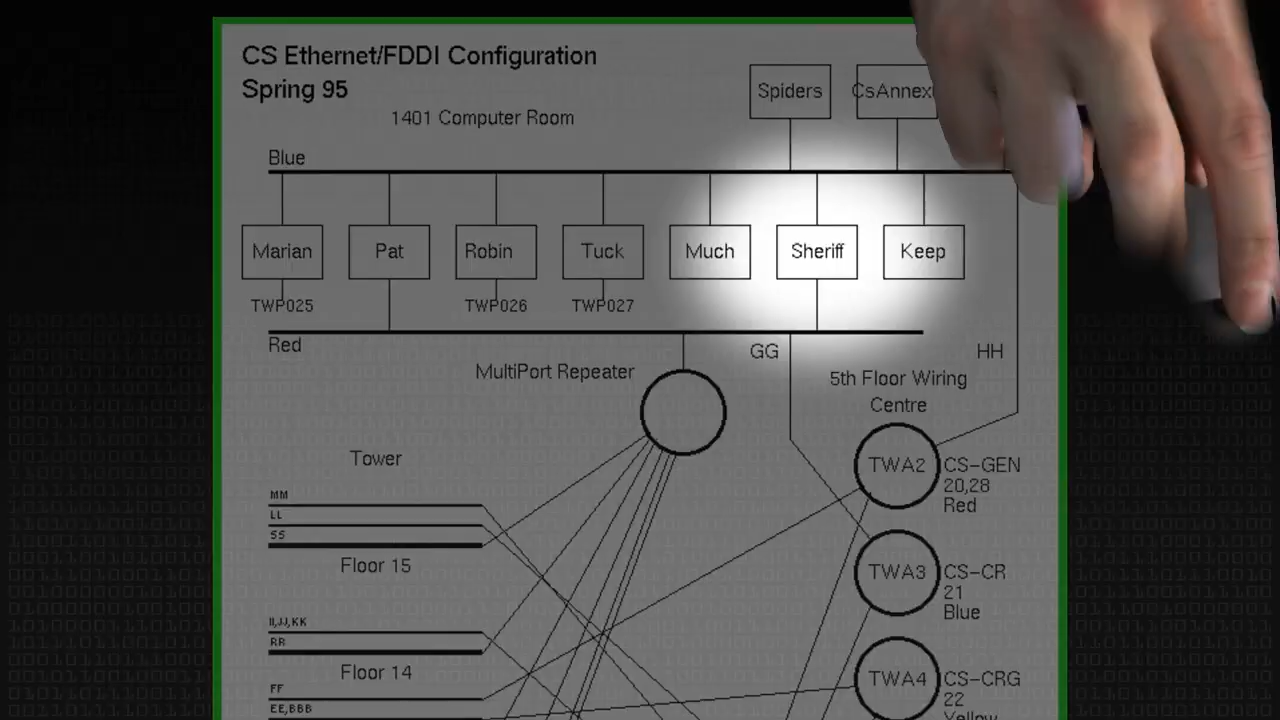 CS Ethernet/FDDI Configuration
Spring 95
1401 Computer Room
Spiders
CsAnnex
Blue
Marian
Pat
Robin
Tuck
Much
Sheriff
Keep
TWP025
TWP026
TWP027
Red
GG
HH
MultiPort Repeater
5th Floor Wiring
Centre
Tower
TWA2
CS-GEN
20,28
Red
MM
LL
SS
Floor 15
TWA3
CS-CR
21
Blue
II,JJ,KK
RR
Floor 14
TWA4
CS-CRG
22
Yellow
FF
EE,BBB